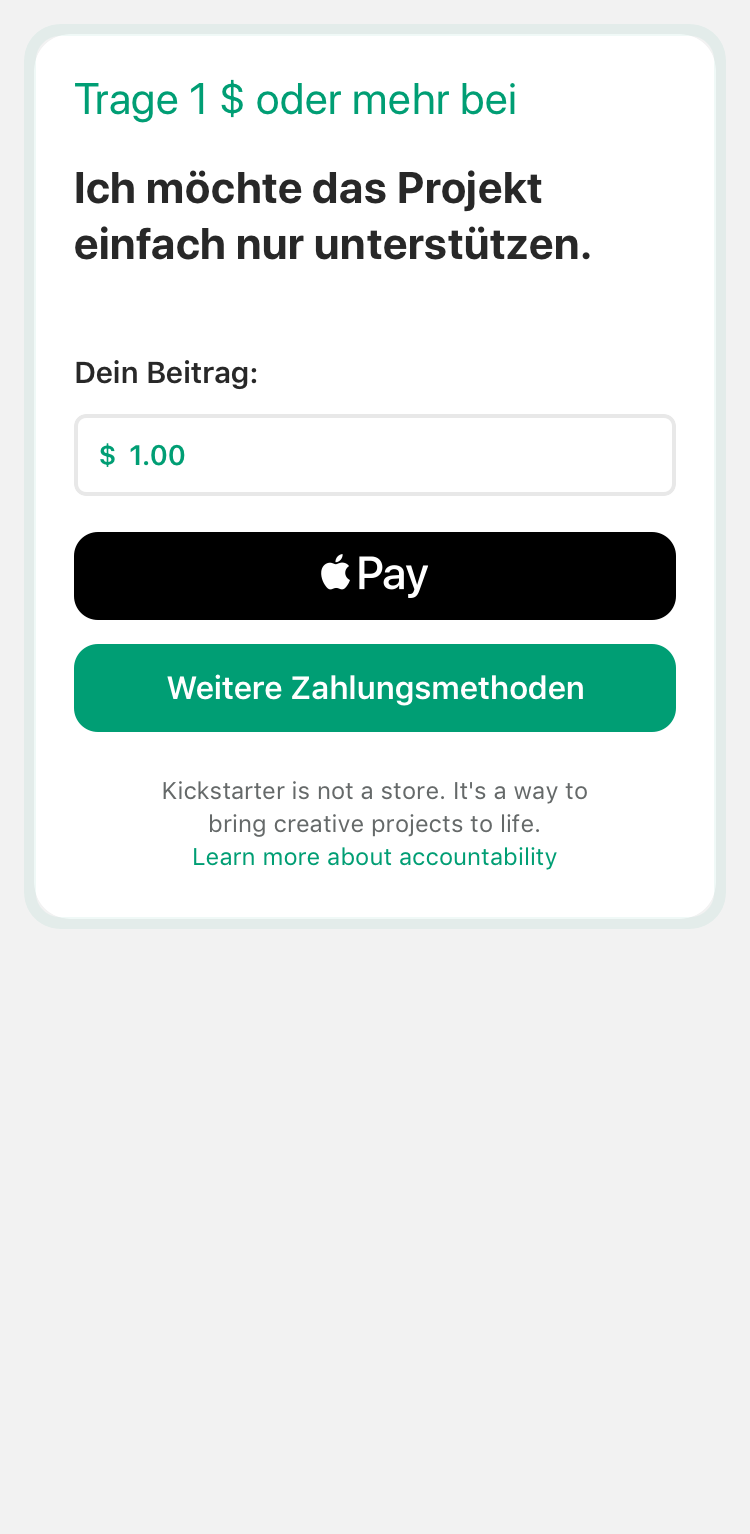 Trage 1 $ oder mehr bei
Ich möchte das Projekt
einfach nur unterstützen.
Dein Beitrag:
$ 1.00
Pay
Weitere Zahlungsmethoden
Kickstarter is not a store. It's a way to
bring creative projects to life.
Learn more about accountability